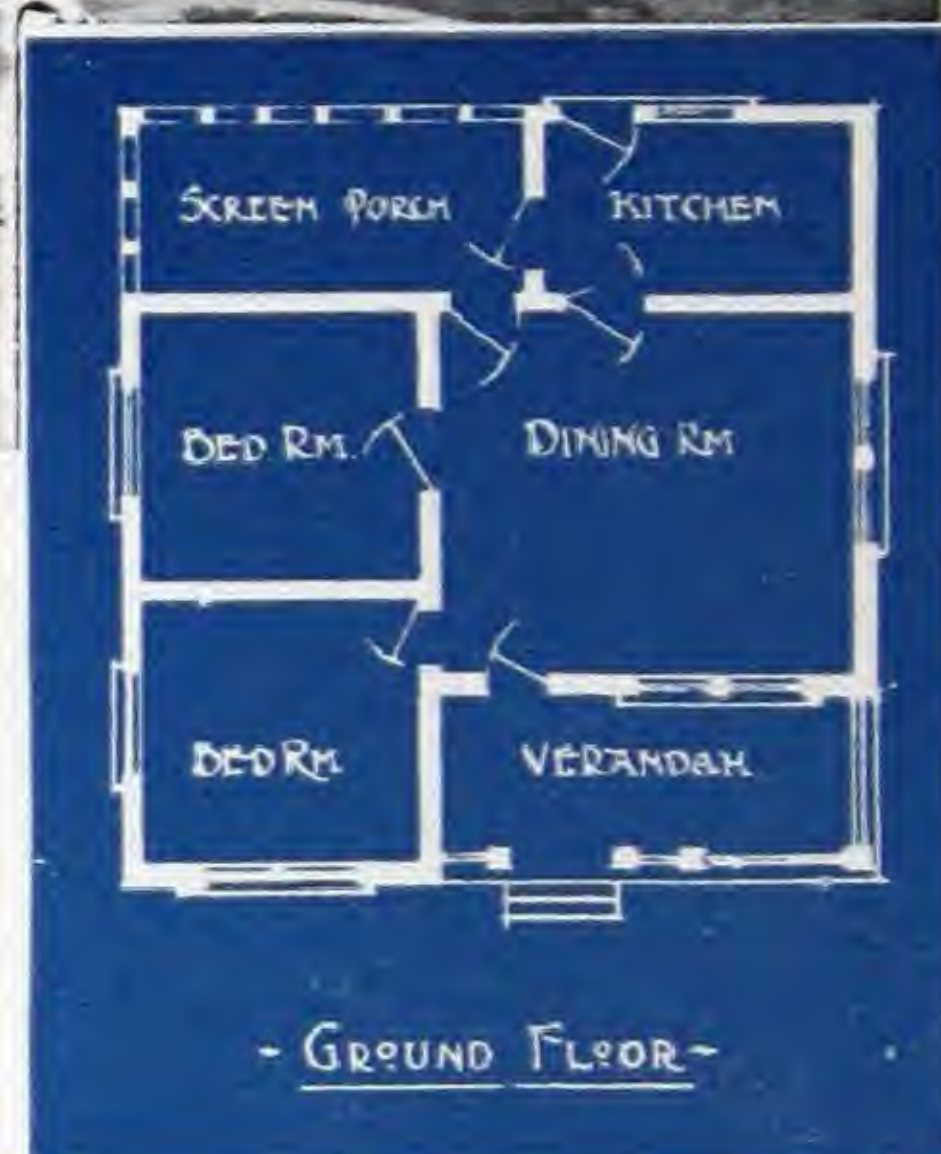 SCREEN PORCH
KITCHEN
BED RM.
DINING RM
BED RM
VERANDAH
- GROUND FLOOR -